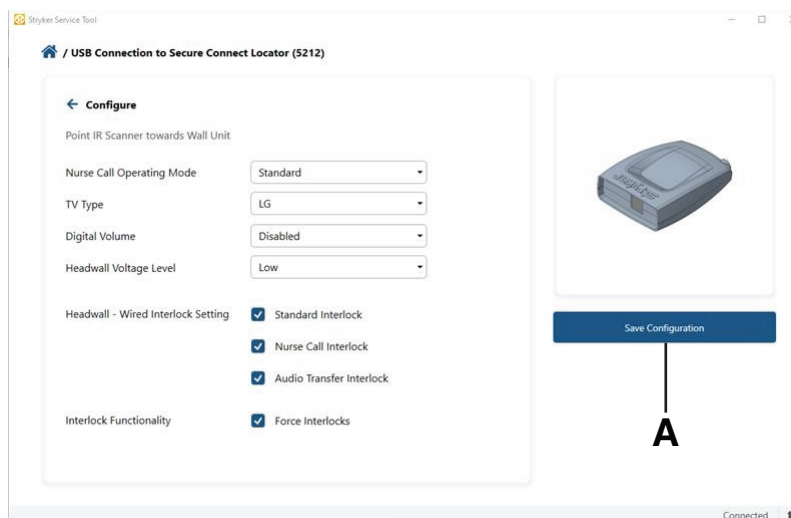 Stryker Service Tool
/ USB Connection to Secure Connect Locator (5212)
Configure
Point IR Scanner towards Wall Unit
Nurse Call Operating Mode Standard
TV Type LG
Digital Volume Disabled
Headwall Voltage Level Low
Headwall - Wired Interlock Setting Standard Interlock
Nurse Call Interlock
Audio Transfer Interlock
Interlock Functionality Force Interlocks
stryker
Save Configuration
A
Connected